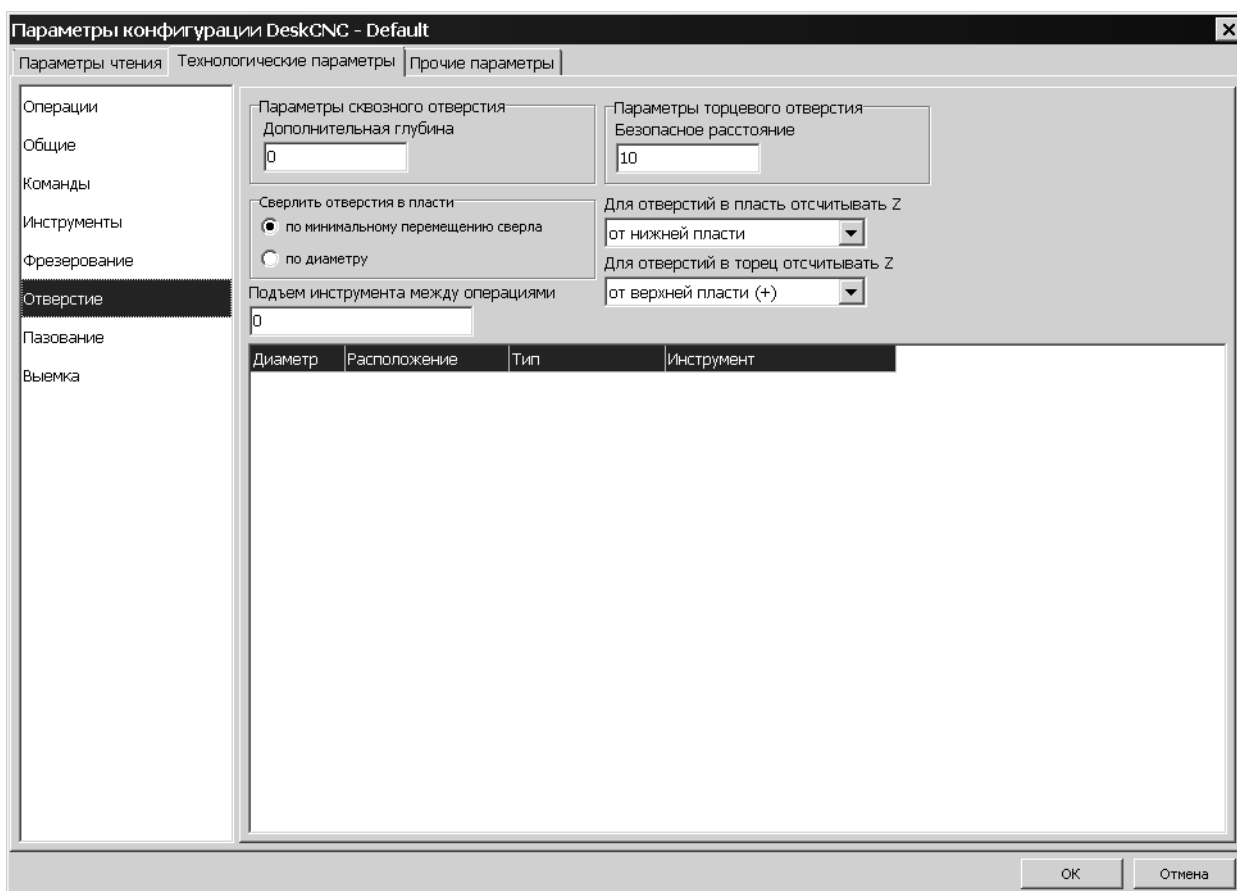 Параметры конфигурации DeskCNC - Default
Параметры чтения Технологические параметры Прочие параметры
Операции
Общие
Команды
Инструменты
Фрезерование
Отверстие
Пазование
Выемка
Параметры сквозного отверстия
Дополнительная глубина
0
Параметры торцевого отверстия
Безопасное расстояние
10
Сверлить отверстия в пласти
по минимальному перемещению сверла
по диаметру
Для отверстий в пласть отсчитывать Z
от нижней пласти
Для отверстий в торец отсчитывать Z
от верхней пласти (+)
Подъем инструмента между операциями
0
Диаметр Расположение Тип Инструмент
ОК Отмена